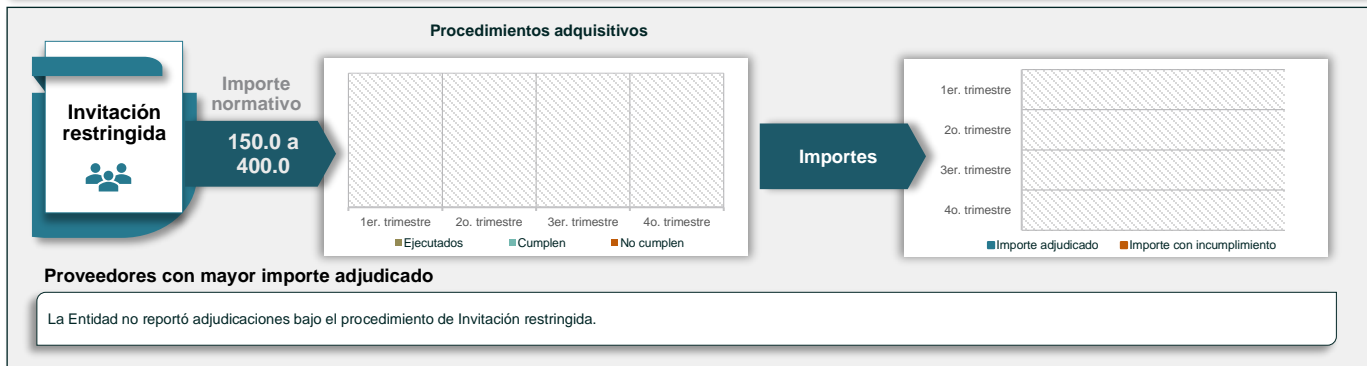 Procedimientos adquisitivos
Invitación
restringida
Importe
normativo
150.0 a
400.0
1er. trimestre
2o. trimestre
3er. trimestre
4o. trimestre
Ejecutados
Cumplen
No cumplen
Importes
1er. trimestre
2o. trimestre
3er. trimestre
4o. trimestre
Importe adjudicado
Importe con incumplimiento
Proveedores con mayor importe adjudicado
La Entidad no reportó adjudicaciones bajo el procedimiento de Invitación restringida.